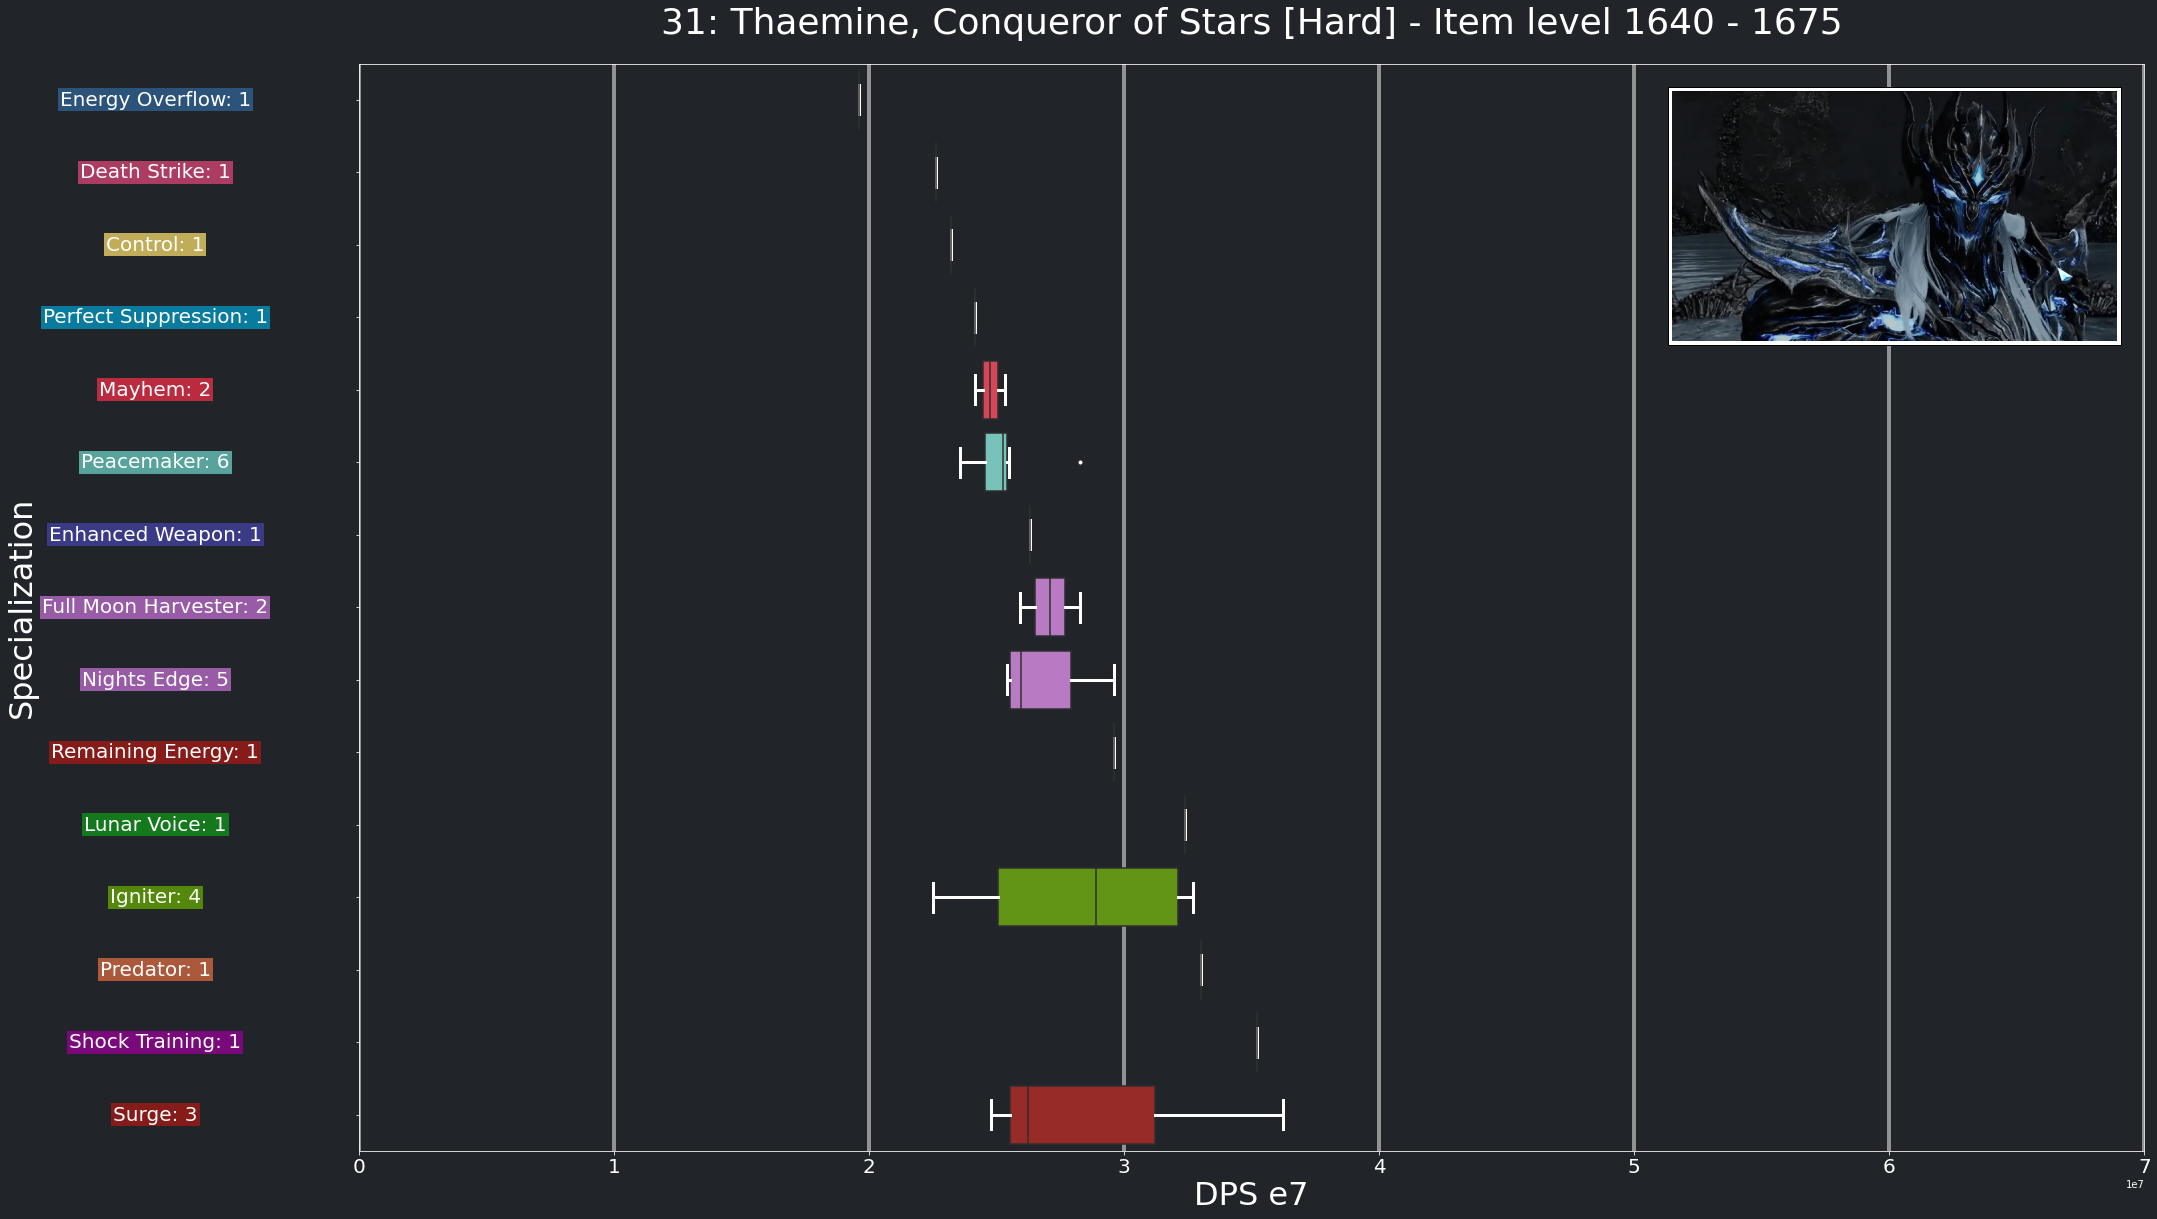 31: Thaemine, Conqueror of Stars [Hard] - Item level 1640 - 1675
Specialization
Energy Overflow: 1
Death Strike: 1
Control: 1
Perfect Suppression: 1
Mayhem: 2
Peacemaker: 6
Enhanced Weapon: 1
Full Moon Harvester: 2
Nights Edge: 5
Remaining Energy: 1
Lunar Voice: 1
Igniter: 4
Predator: 1
Shock Training: 1
Surge: 3
0 1 2 3 4 5 6 7
1e7
DPS e7